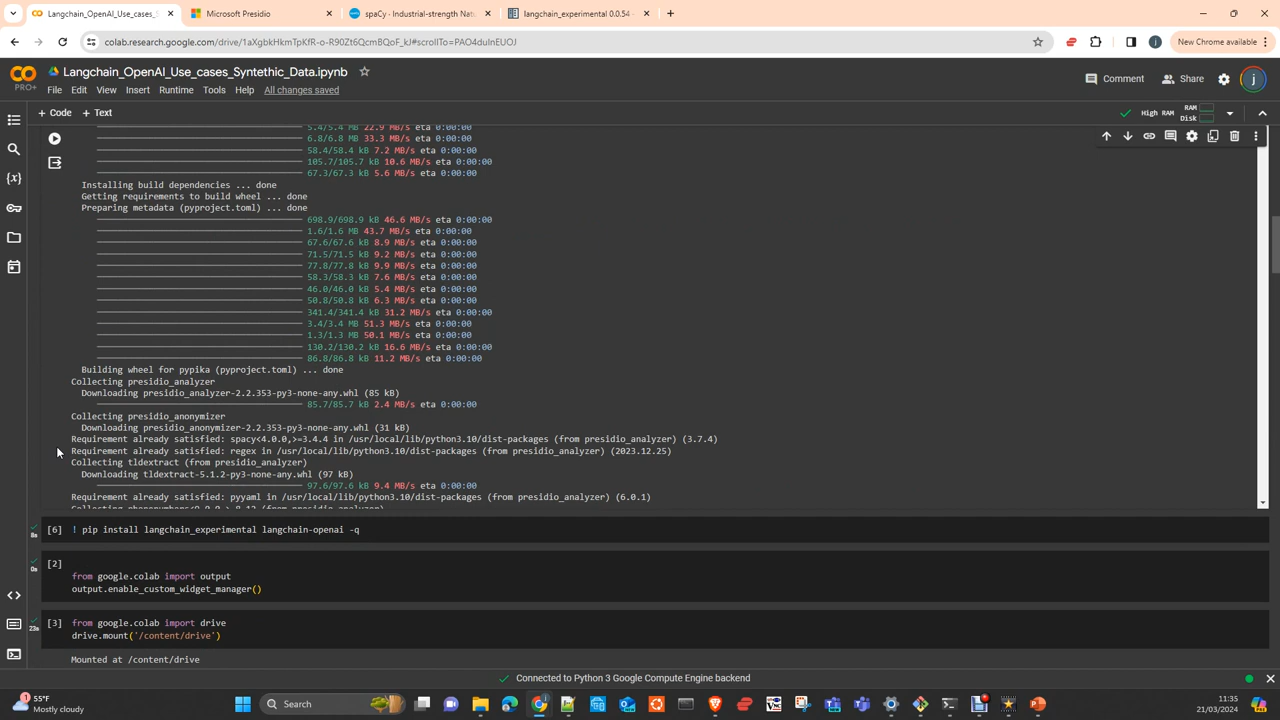 Langchain_OpenAI_Use_cases_S
Microsoft Presidio
spaCy - Industrial-strength Natu
langchain_experimental 0.0.54 -
colab.research.google.com/drive/1aXgbkHkmTpKfR-o-R90Zt6QcmBQoF_kJ#scrollTo=PAO4duInEUOJ
New Chrome available
PRO+
Langchain_OpenAI_Use_cases_Syntethic_Data.ipynb
Comment
Share
j
File Edit View Insert Runtime Tools Help All changes saved
+ Code + Text
High RAM
RAM
Disk
5.4/5.4 MB 22.9 MB/s eta 0:00:00
6.8/6.8 MB 33.3 MB/s eta 0:00:00
58.4/58.4 kB 7.2 MB/s eta 0:00:00
105.7/105.7 kB 10.6 MB/s eta 0:00:00
67.3/67.3 kB 5.6 MB/s eta 0:00:00
Installing build dependencies ... done
Getting requirements to build wheel ... done
Preparing metadata (pyproject.toml) ... done
698.9/698.9 kB 46.6 MB/s eta 0:00:00
1.6/1.6 MB 43.7 MB/s eta 0:00:00
67.6/67.6 kB 8.9 MB/s eta 0:00:00
71.5/71.5 kB 9.2 MB/s eta 0:00:00
77.8/77.8 kB 9.9 MB/s eta 0:00:00
58.3/58.3 kB 7.6 MB/s eta 0:00:00
46.0/46.0 kB 5.4 MB/s eta 0:00:00
50.8/50.8 kB 6.3 MB/s eta 0:00:00
341.4/341.4 kB 31.2 MB/s eta 0:00:00
3.4/3.4 MB 51.3 MB/s eta 0:00:00
1.3/1.3 MB 50.1 MB/s eta 0:00:00
130.2/130.2 kB 16.6 MB/s eta 0:00:00
86.8/86.8 kB 11.2 MB/s eta 0:00:00
Building wheel for pypika (pyproject.toml) ... done
Collecting presidio_analyzer
Downloading presidio_analyzer-2.2.353-py3-none-any.whl (85 kB)
85.7/85.7 kB 2.4 MB/s eta 0:00:00
Collecting presidio_anonymizer
Downloading presidio_anonymizer-2.2.353-py3-none-any.whl (31 kB)
Requirement already satisfied: spacy<4.0.0,>=3.4.4 in /usr/local/lib/python3.10/dist-packages (from presidio_analyzer) (3.7.4)
Requirement already satisfied: regex in /usr/local/lib/python3.10/dist-packages (from presidio_analyzer) (2023.12.25)
Collecting tldextract (from presidio_analyzer)
Downloading tldextract-5.1.2-py3-none-any.whl (97 kB)
97.6/97.6 kB 9.4 MB/s eta 0:00:00
Requirement already satisfied: pyyaml in /usr/local/lib/python3.10/dist-packages (from presidio_analyzer) (6.0.1)
[6] ! pip install langchain_experimental langchain-openai -q
8s
[2]
0s
from google.colab import output
output.enable_custom_widget_manager()
[3] from google.colab import drive
23s
drive.mount('/content/drive')
Mounted at /content/drive
Connected to Python 3 Google Compute Engine backend
55°F
Mostly cloudy
Search
11:35
21/03/2024